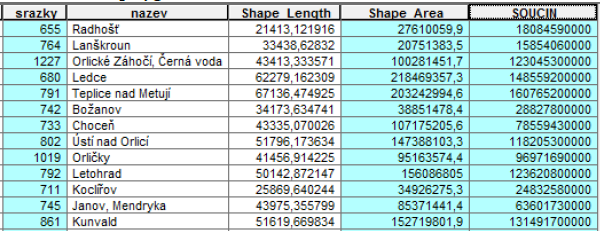 srazky nazev Shape_Length Shape_Area SOUCIN
655 Radhošť 21413,121916 27610059,9 18084590000
764 Lanškroun 33438,62832 20751383,5 15854060000
1227 Orlické Záhočí, Černá voda 43413,333571 100281451,7 123045300000
680 Ledce 62279,162309 218469357,3 148559200000
791 Teplice nad Metují 67136,474925 203242994,6 160765200000
742 Božanov 34173,634741 38851478,4 28827800000
733 Choceň 43335,070026 107175205,6 78559430000
802 Ústí nad Orlicí 51796,173634 147388103,3 118205300000
1019 Orličky 41456,914225 95163574,4 96971690000
792 Letohrad 50142,872147 156086805 123620800000
711 Koclířov 25869,640244 34926275,3 24832580000
745 Janov, Mendryka 43975,355799 85371441,4 63601730000
861 Kunvald 51619,669834 152719801,9 131491700000